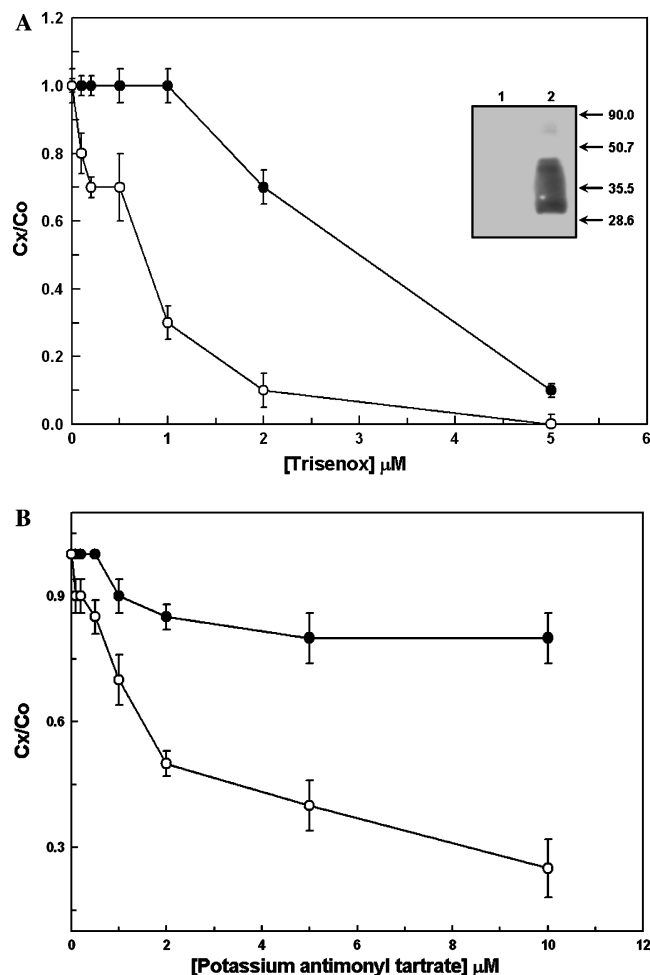 A
1.2
1.0
0.8
0.6
0.4
0.2
0.0
Cx/Co
0 1 2 3 4 5 6
[Trisenox] μM
1 2
90.0
50.7
35.5
28.6
B
0.9
0.6
0.3
Cx/Co
0 2 4 6 8 10 12
[Potassium antimonyl tartrate] μM